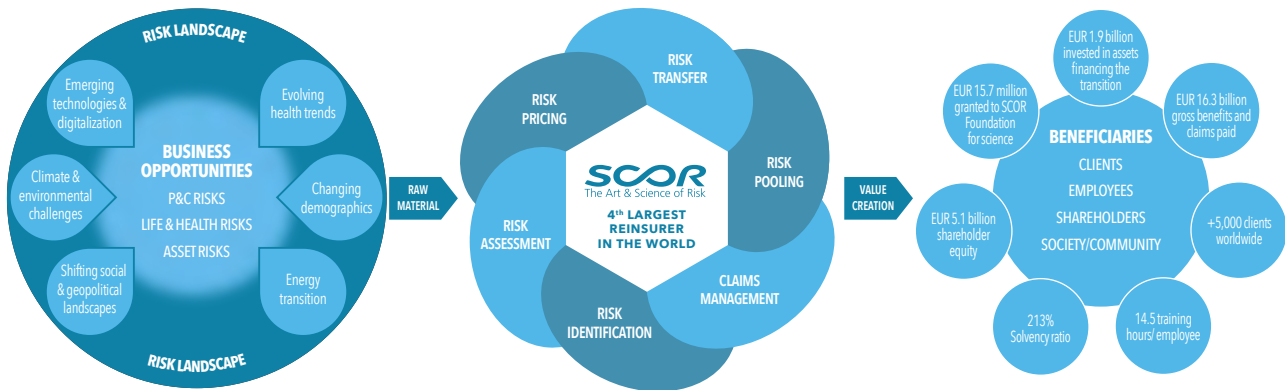 RISK LANDSCAPE
Emerging
technologies &
digitalization
Evolving
health trends
Climate &
environmental
challenges
BUSINESS
OPPORTUNITIES
P&C RISKS
LIFE & HEALTH RISKS
ASSET RISKS
Changing
demographics
Shifting social
& geopolitical
landscapes
Energy
transition
RISK LANDSCAPE
RAW
MATERIAL
RISK
TRANSFER
RISK
PRICING
RISK
POOLING
RISK
ASSESSMENT
CLAIMS
MANAGEMENT
RISK
IDENTIFICATION
SCOR
The Art & Science of Risk
4th LARGEST
REINSURER
IN THE WORLD
VALUE
CREATION
EUR 1.9 billion
invested in assets
financing the
transition
EUR 15.7 million
granted to SCOR
Foundation
for science
EUR 16.3 billion
gross benefits and
claims paid
BENEFICIARIES
CLIENTS
EMPLOYEES
SHAREHOLDERS
SOCIETY/COMMUNITY
EUR 5.1 billion
shareholder
equity
+5,000 clients
worldwide
213%
Solvency ratio
14.5 training
hours/ employee